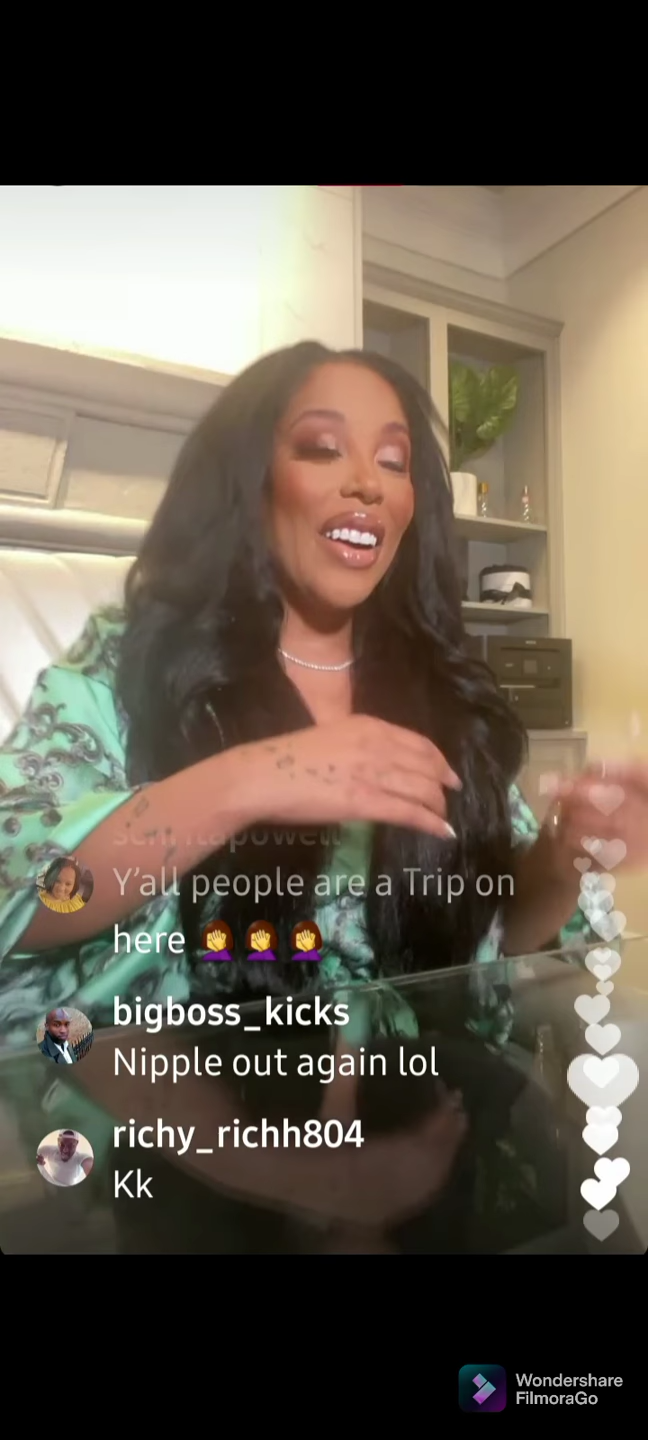 Y'all people are a Trip on
here 🤦‍♀️ 🤦‍♀️ 🤦‍♀️
bigboss_kicks
Nipple out again lol
richy_richh804
Kk
Wondershare
FilmoraGo